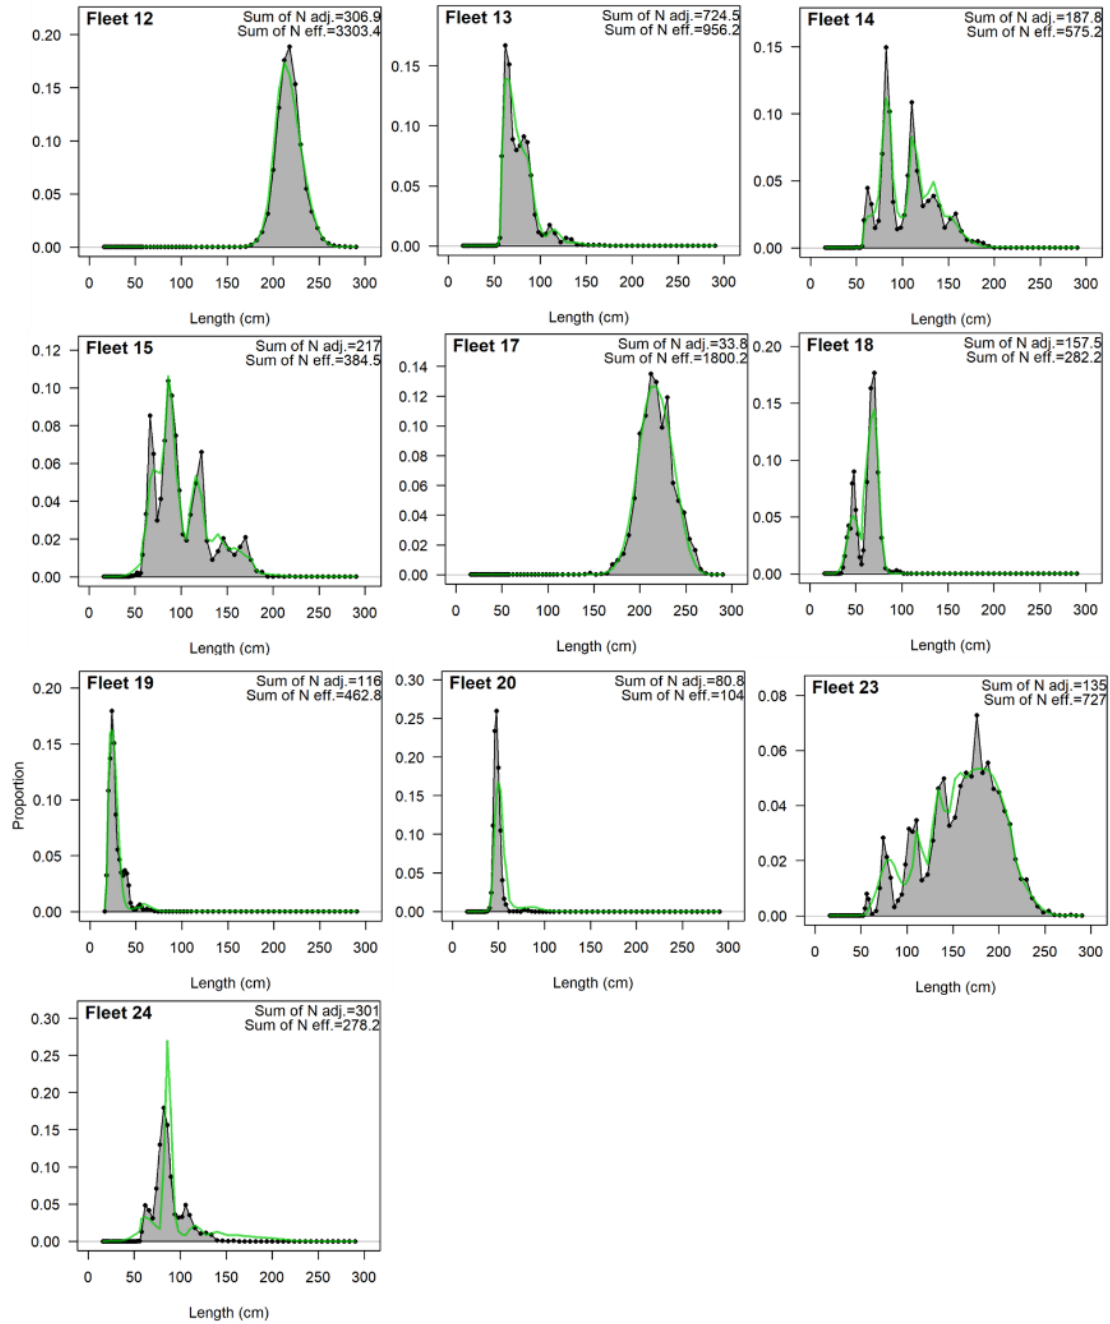 Fleet 12
Sum of N adj.=306.9
Sum of N eff.=3303.4
0.20
0.15
0.10
0.05
0.00
0 50 100 150 200 250 300
Length (cm)
Fleet 13
Sum of N adj.=724.5
Sum of N eff.=956.2
0.15
0.10
0.05
0.00
0 50 100 150 200 250 300
Length (cm)
Fleet 14
Sum of N adj.=187.8
Sum of N eff.=575.2
0.15
0.10
0.05
0.00
0 50 100 150 200 250 300
Length (cm)
Fleet 15
Sum of N adj.=217
Sum of N eff.=384.5
0.12
0.10
0.08
0.06
0.04
0.02
0.00
0 50 100 150 200 250 300
Length (cm)
Fleet 17
Sum of N adj.=33.8
Sum of N eff.=1800.2
0.14
0.12
0.10
0.08
0.06
0.04
0.02
0.00
0 50 100 150 200 250 300
Length (cm)
Fleet 18
Sum of N adj.=157.5
Sum of N eff.=282.2
0.20
0.15
0.10
0.05
0.00
0 50 100 150 200 250 300
Length (cm)
Fleet 19
Sum of N adj.=116
Sum of N eff.=462.8
0.20
0.15
0.10
0.05
0.00
Proportion
0 50 100 150 200 250 300
Length (cm)
Fleet 20
Sum of N adj.=80.8
Sum of N eff.=104
0.30
0.25
0.20
0.15
0.10
0.05
0.00
0 50 100 150 200 250 300
Length (cm)
Fleet 23
Sum of N adj.=135
Sum of N eff.=727
0.08
0.06
0.04
0.02
0.00
0 50 100 150 200 250 300
Length (cm)
Fleet 24
Sum of N adj.=301
Sum of N eff.=278.2
0.30
0.25
0.20
0.15
0.10
0.05
0.00
0 50 100 150 200 250 300
Length (cm)